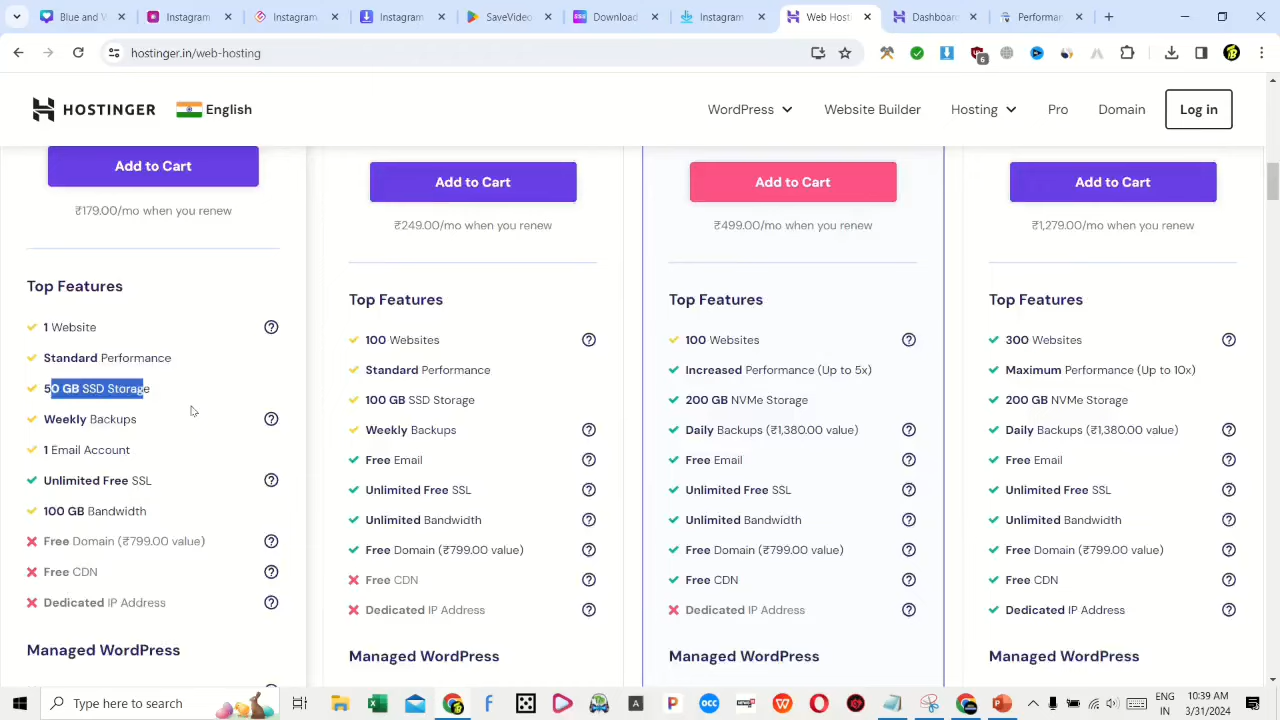 Instagram
Instagram
Instagram
SaveVideo
Download
Instagram
Web Host
Dashboard
Performar
hostinger.in/web-hosting
6
HOSTINGER
English
WordPress
Website Builder
Hosting
Pro
Domain
Log in
Add to Cart
₹179.00/mo when you renew
Top Features
1 Website
Standard Performance
50 GB SSD Storage
Weekly Backups
1 Email Account
Unlimited Free SSL
100 GB Bandwidth
Free Domain (₹799.00 value)
Free CDN
Dedicated IP Address
Managed WordPress
Add to Cart
₹249.00/mo when you renew
Top Features
100 Websites
Standard Performance
100 GB SSD Storage
Weekly Backups
Free Email
Unlimited Free SSL
Unlimited Bandwidth
Free Domain (₹799.00 value)
Free CDN
Dedicated IP Address
Managed WordPress
Add to Cart
₹499.00/mo when you renew
Top Features
100 Websites
Increased Performance (Up to 5x)
200 GB NVMe Storage
Daily Backups (₹1,380.00 value)
Free Email
Unlimited Free SSL
Unlimited Bandwidth
Free Domain (₹799.00 value)
Free CDN
Dedicated IP Address
Managed WordPress
Add to Cart
₹1,279.00/mo when you renew
Top Features
300 Websites
Maximum Performance (Up to 10x)
200 GB NVMe Storage
Daily Backups (₹1,380.00 value)
Free Email
Unlimited Free SSL
Unlimited Bandwidth
Free Domain (₹799.00 value)
Free CDN
Dedicated IP Address
Managed WordPress
Type here to search
ENG
IN
10:39 AM
3/31/2024